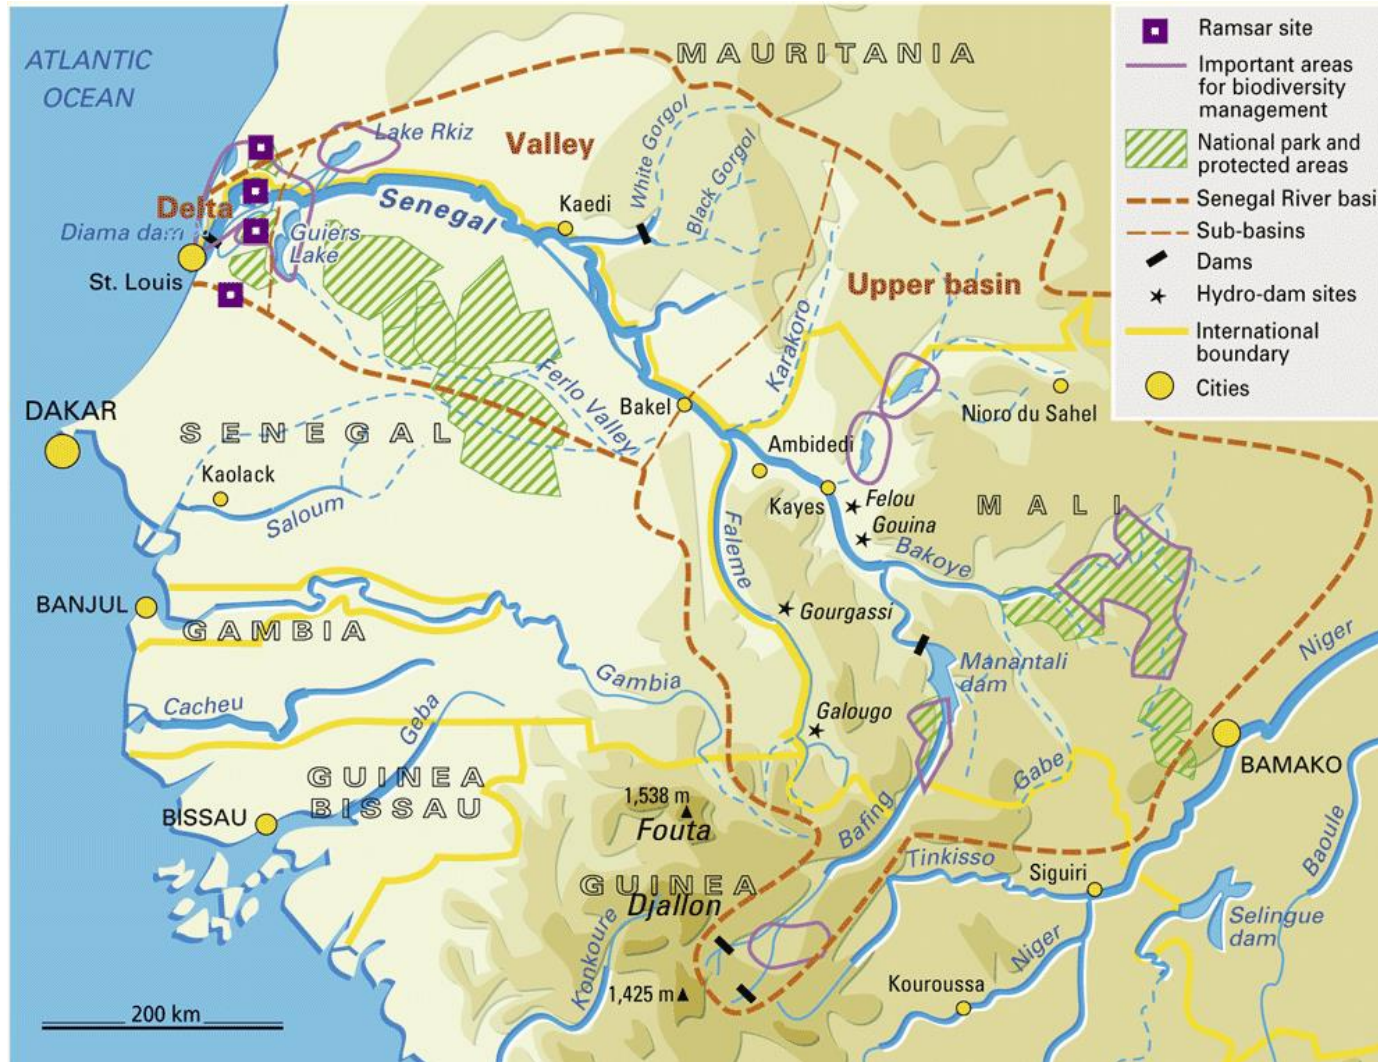 ATLANTIC
OCEAN
MAURITANIA
Lake Rkiz
Valley
White Gorgol
Black Gorgol
Delta
Senegal
Kaedi
Diama dam
Guiers
Lake
St. Louis
Upper basin
Karakoro
Ferlo Valley
Bakel
Nioro du Sahel
DAKAR
SENEGAL
Ambidedi
Kaolack
Kayes
Felou
MALI
Saloum
Gouina
Faleme
Bakoye
BANJUL
GAMBIA
Gourgassi
Niger
Gambia
Manantali
dam
Cacheu
Geba
Galougo
BAMAKO
GUINEA
BISSAU
Gabe
1,538 m
BISSAU
Fouta
Bafing
Tinkisso
Baoule
GUINEA
Djallon
Siguiri
Selingue
dam
Konkoure
Niger
1,425 m
Kouroussa
200 km
Ramsar site
Important areas
for biodiversity
management
National park and
protected areas
Senegal River basi
Sub-basins
Dams
Hydro-dam sites
International
boundary
Cities